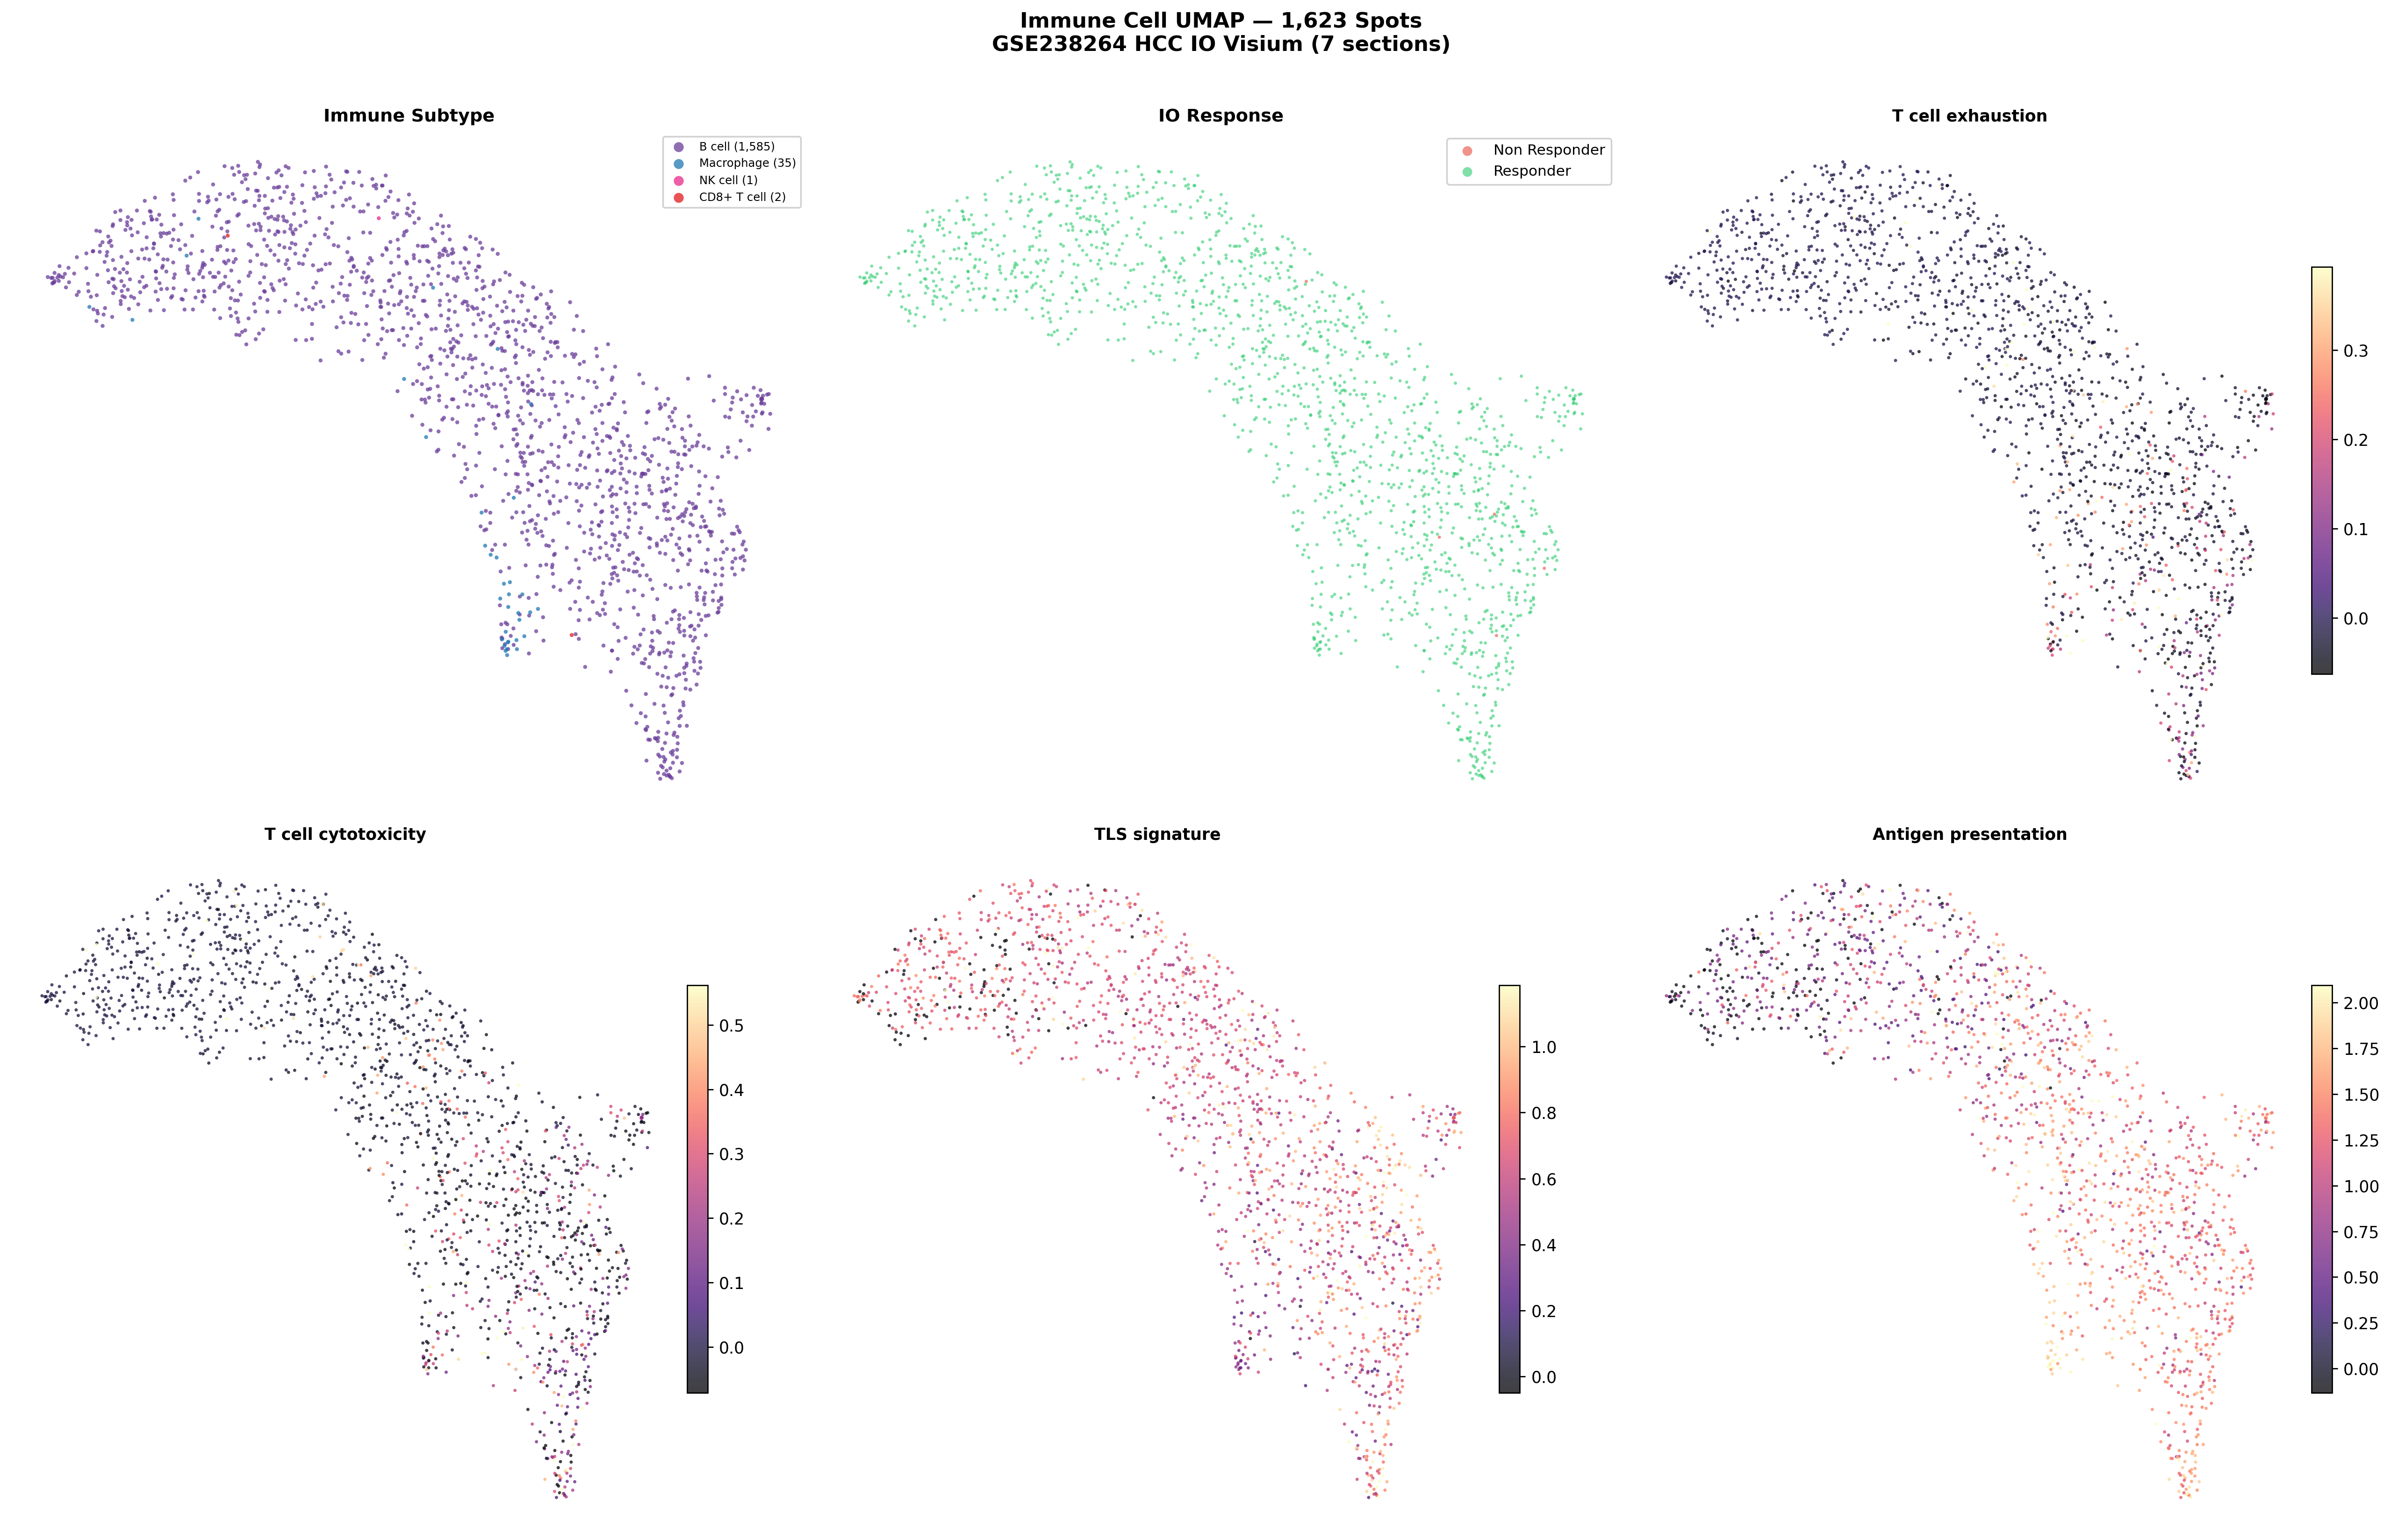 Immune Cell UMAP — 1,623 Spots
GSE238264 HCC IO Visium (7 sections)
Immune Subtype
B cell (1,585)
Macrophage (35)
NK cell (1)
CD8+ T cell (2)
IO Response
Non Responder
Responder
T cell exhaustion
0.3
0.2
0.1
0.0
T cell cytotoxicity
0.5
0.4
0.3
0.2
0.1
0.0
TLS signature
1.0
0.8
0.6
0.4
0.2
0.0
Antigen presentation
2.00
1.75
1.50
1.25
1.00
0.75
0.50
0.25
0.00